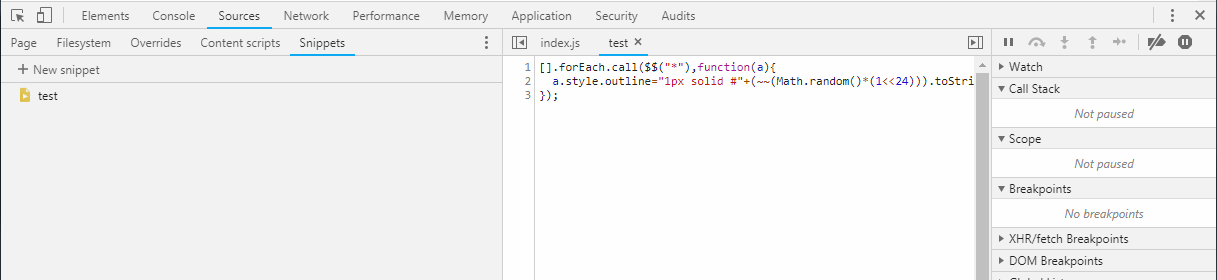 Elements Console Sources Network Performance Memory Application Security Audits
Page Filesystem Overrides Content scripts Snippets
index.js test
+ New snippet
test
1 [].forEach.call($$("*"),function(a){
2 a.style.outline="1px solid #"+(~~(Math.random()*(1<<24))).toStri
3 });
Watch
Call Stack
Not paused
Scope
Not paused
Breakpoints
No breakpoints
XHR/fetch Breakpoints
DOM Breakpoints